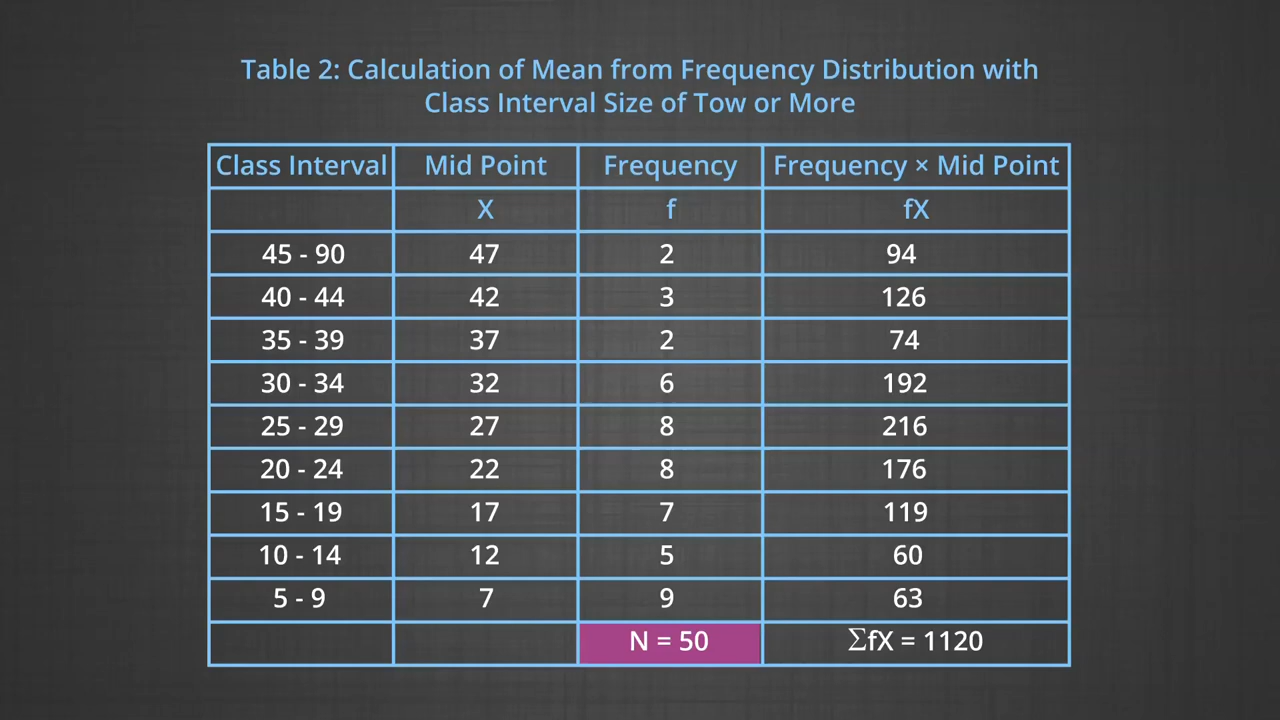 Table 2: Calculation of Mean from Frequency Distribution with
Class Interval Size of Tow or More
Class Interval Mid Point Frequency Frequency × Mid Point
X f fX
45 - 90 47 2 94
40 - 44 42 3 126
35 - 39 37 2 74
30 - 34 32 6 192
25 - 29 27 8 216
20 - 24 22 8 176
15 - 19 17 7 119
10 - 14 12 5 60
5 - 9 7 9 63
N = 50 ΣfX = 1120